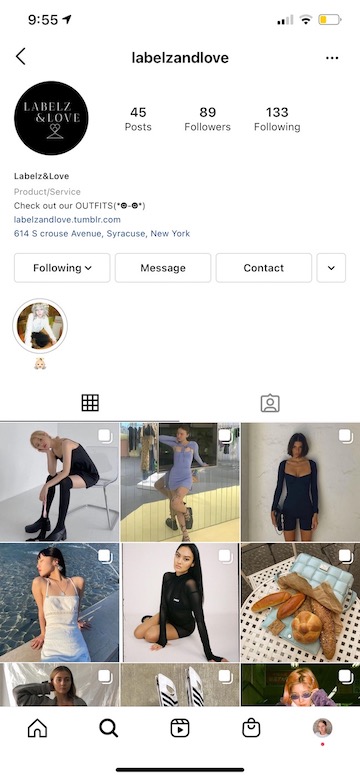 9:55
labelzandlove
LABELZ
&LOVE
45 89 133
Posts Followers Following
Labelz&Love
Product/Service
Check out our OUTFITS(*☻-☻*)
labelzandlove.tumblr.com
614 S crouse Avenue, Syracuse, New York
Following Message Contact